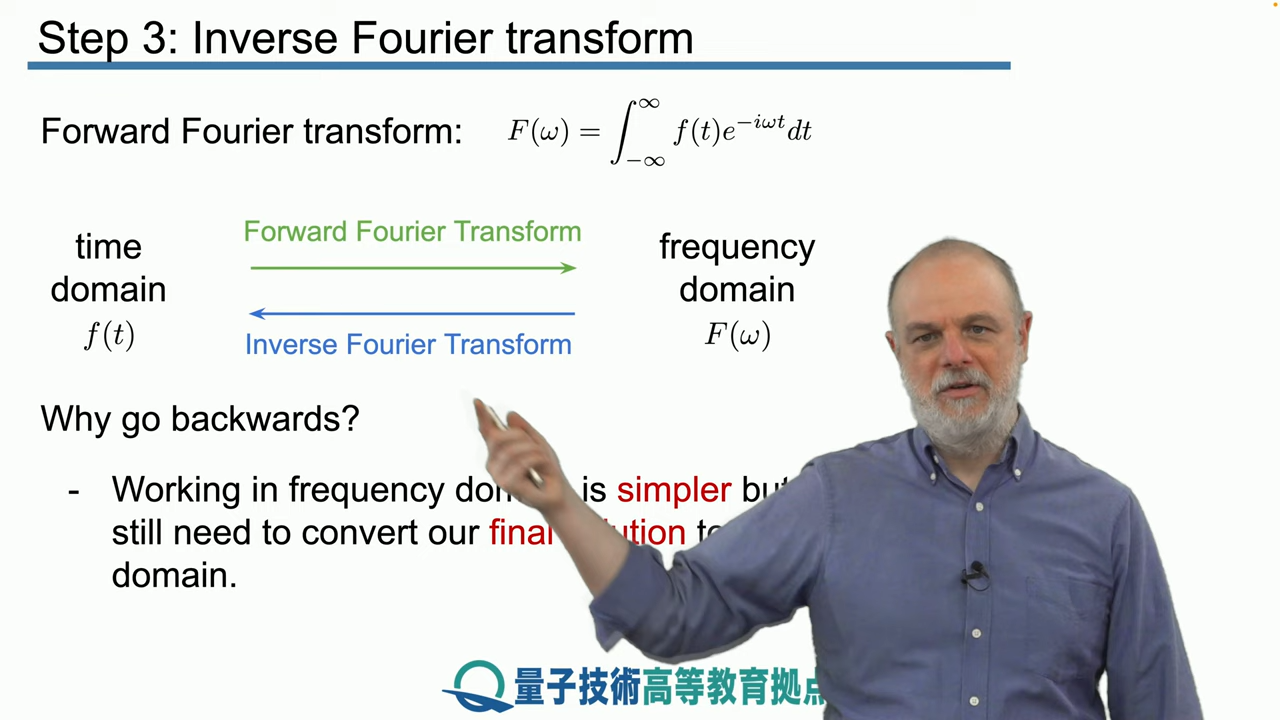 Step 3: Inverse Fourier transform
Forward Fourier transform: F(ω) = ∫_{-∞}^{∞} f(t)e^{-iωt}dt
Forward Fourier Transform
time domain f(t)
frequency domain F(ω)
Inverse Fourier Transform
Why go backwards?
- Working in frequency is simpler
still need to convert our final
domain.
量子技術高等教育拠点